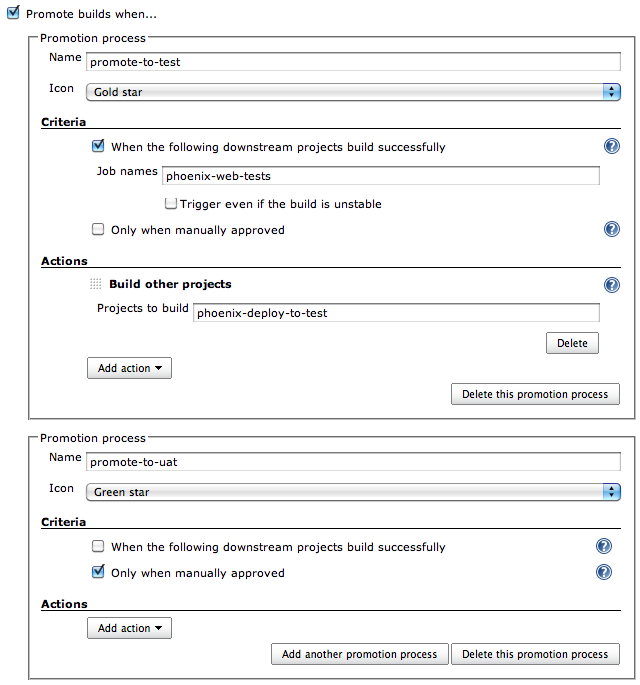 Promote builds when...
Promotion process
Name promote-to-test
Icon Gold star
Criteria
When the following downstream projects build successfully
Job names phoenix-web-tests
Trigger even if the build is unstable
Only when manually approved
Actions
Build other projects
Projects to build phoenix-deploy-to-test
Delete
Add action
Delete this promotion process
Promotion process
Name promote-to-uat
Icon Green star
Criteria
When the following downstream projects build successfully
Only when manually approved
Actions
Add action
Add another promotion process Delete this promotion process